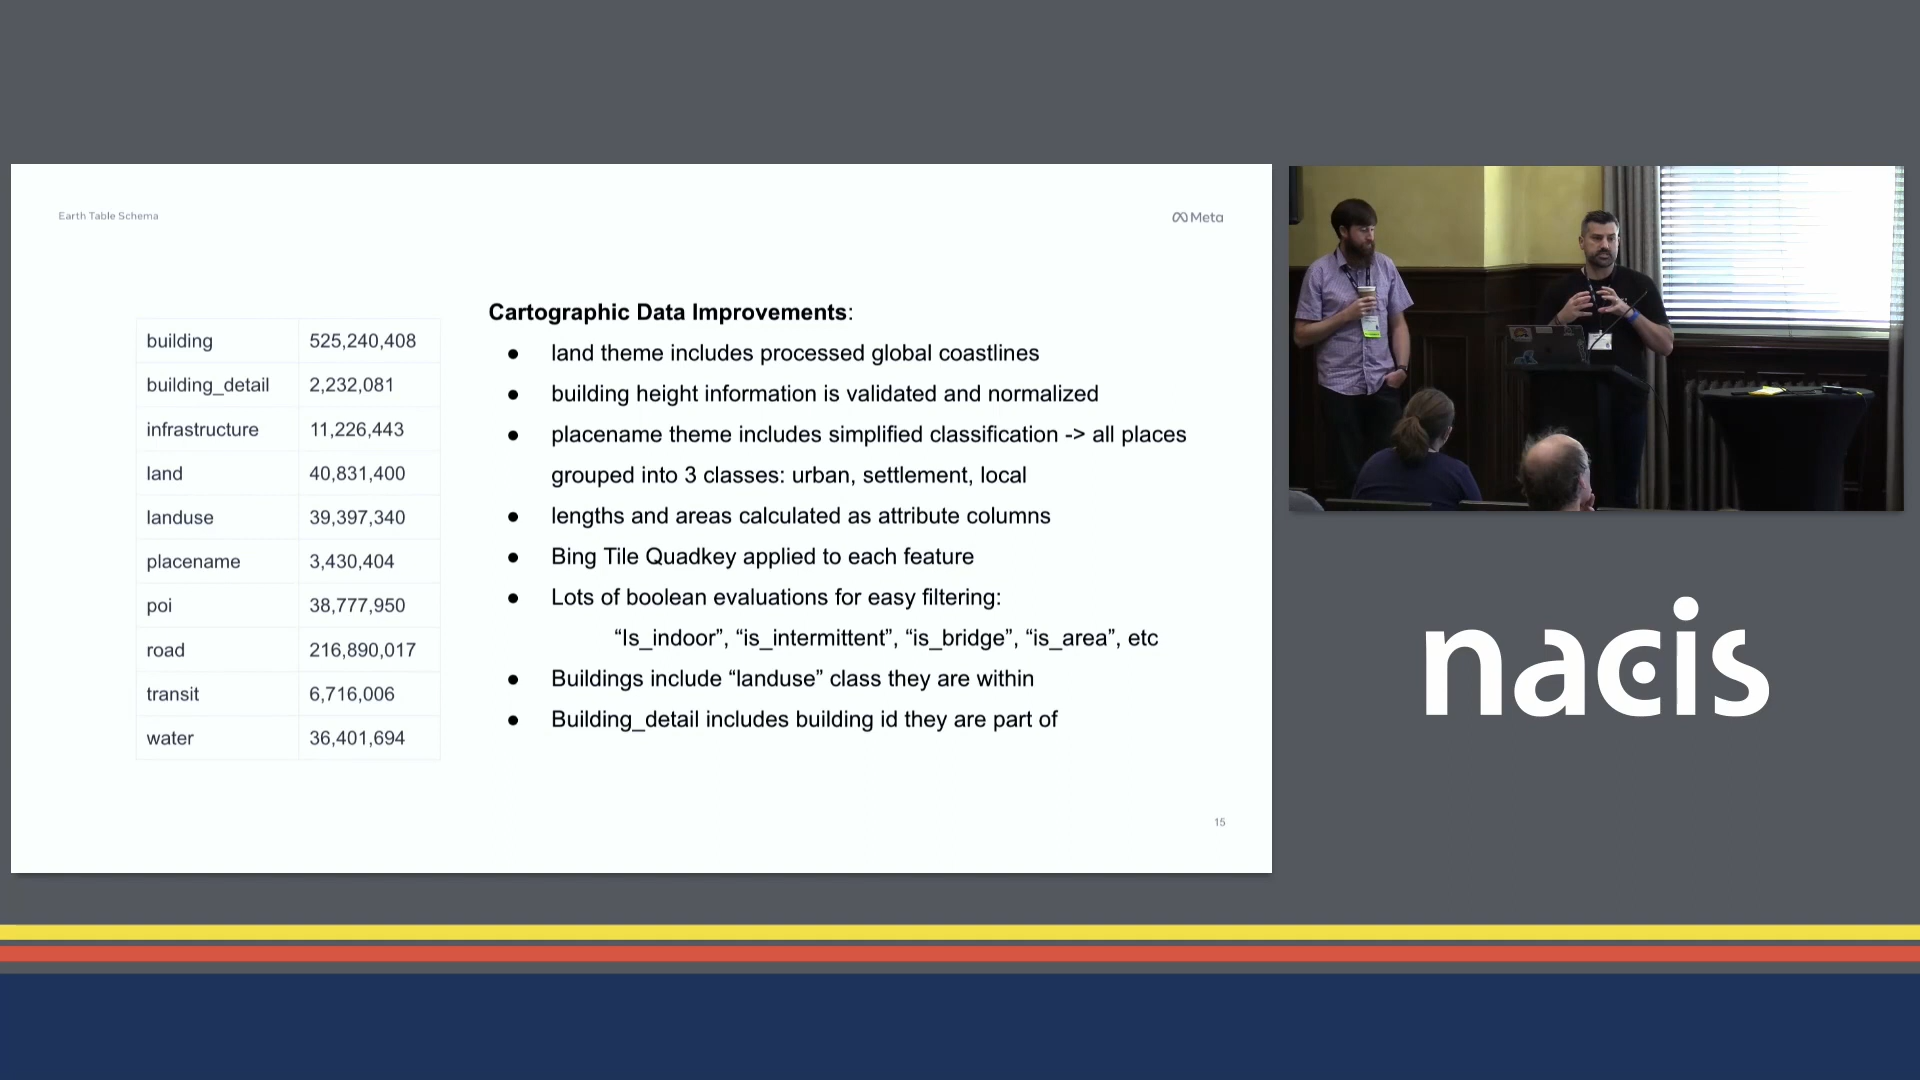 Earth Table Schema
Meta
building 525,240,408
building_detail 2,232,081
infrastructure 11,226,443
land 40,831,400
landuse 39,397,340
placename 3,430,404
poi 38,777,950
road 216,890,017
transit 6,716,006
water 36,401,694
Cartographic Data Improvements:
● land theme includes processed global coastlines
● building height information is validated and normalized
● placename theme includes simplified classification -> all places
grouped into 3 classes: urban, settlement, local
● lengths and areas calculated as attribute columns
● Bing Tile Quadkey applied to each feature
● Lots of boolean evaluations for easy filtering:
“Is_indoor”, “is_intermittent”, “is_bridge”, “is_area”, etc
● Buildings include “landuse” class they are within
● Building_detail includes building id they are part of
15
nacis